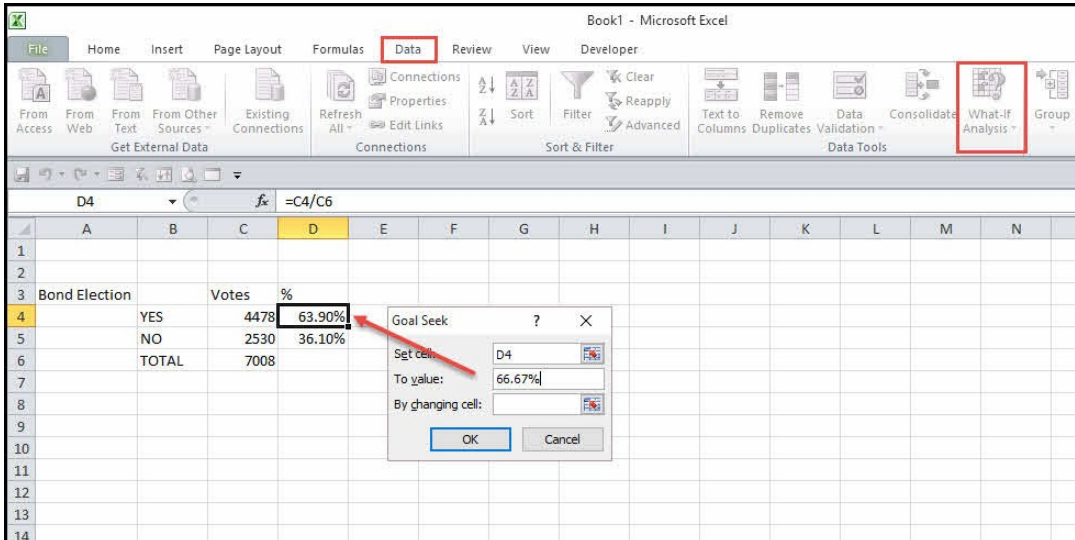 Book1 - Microsoft Excel
File Home Insert Page Layout Formulas Data Review View Developer
From Access From Web From Text From Other Sources Existing Connections
Get External Data
Refresh All Connections Properties Edit Links
Connections
A Z Z A Sort Filter Clear Reapply Advanced
Sort & Filter
Text to Columns Remove Duplicates Data Validation Consolidate What-If Analysis Group
Data Tools
D4 fx =C4/C6
A B C D E F G H I J K L M N
1
2
3 Bond Election Votes %
4 YES 4478 63.90%
5 NO 2530 36.10%
6 TOTAL 7008
7
8
9
10
11
12
13
14
Goal Seek ? X
Set cell: D4
To value: 66.67%
By changing cell:
OK Cancel